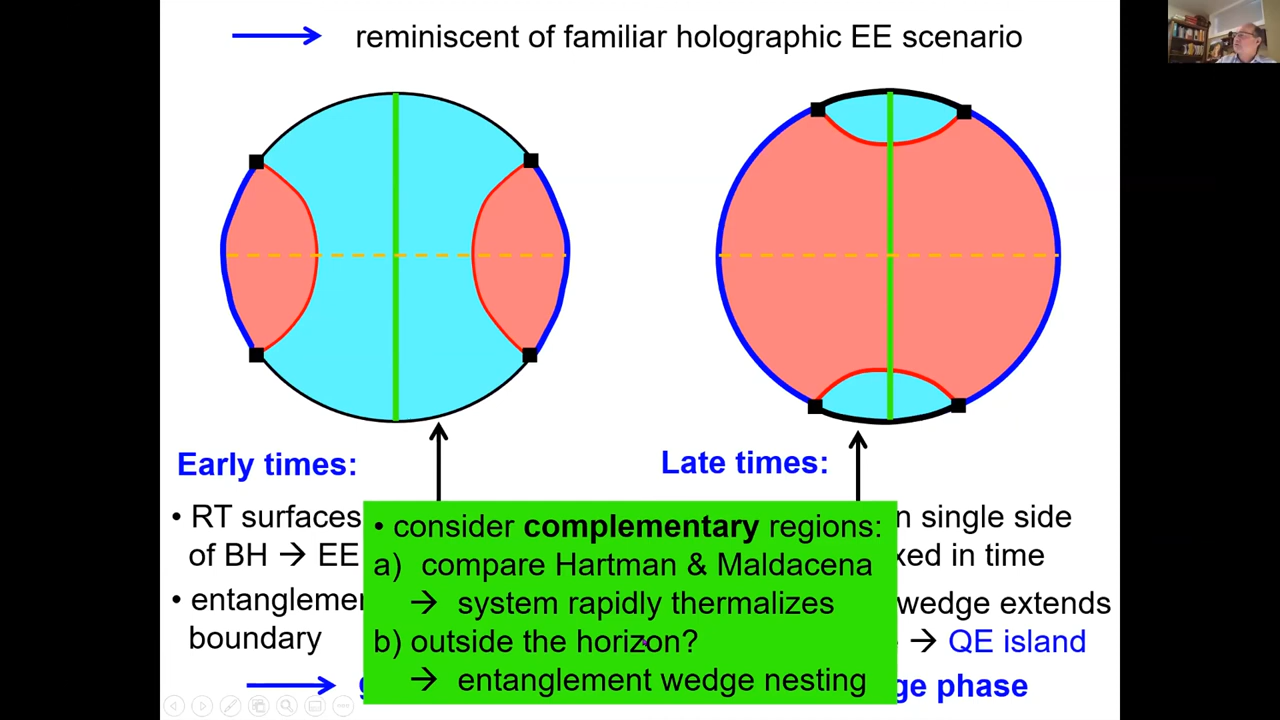 → reminiscent of familiar holographic EE scenario
Early times:
Late times:
• RT surfaces
of BH → EE
• entanglemen
boundary
→
• consider complementary regions:
a) compare Hartman & Maldacena
→ system rapidly thermalizes
b) outside the horizon?
→ entanglement wedge nesting
n single side
xed in time
wedge extends
→ QE island
ge phase